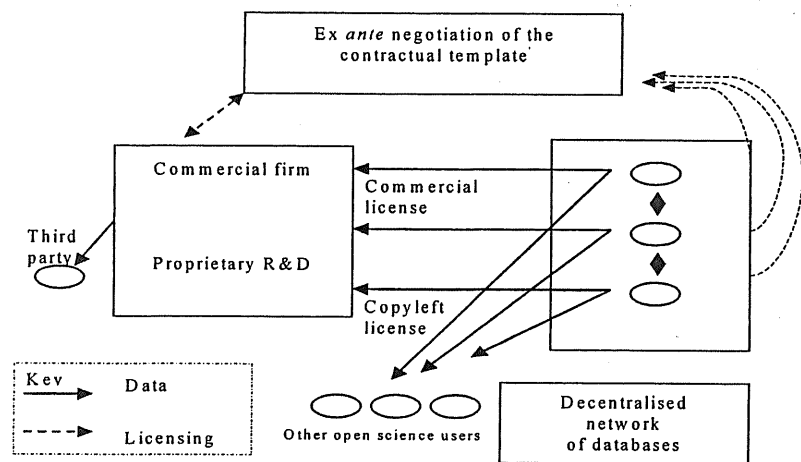 Ex ante negotiation of the
contractual template
Commercial firm
Commercial
license
Third
party
Proprietary R&D
Copyleft
license
Kev
Data
Licensing
Other open science users
Decentralised
network
of databases